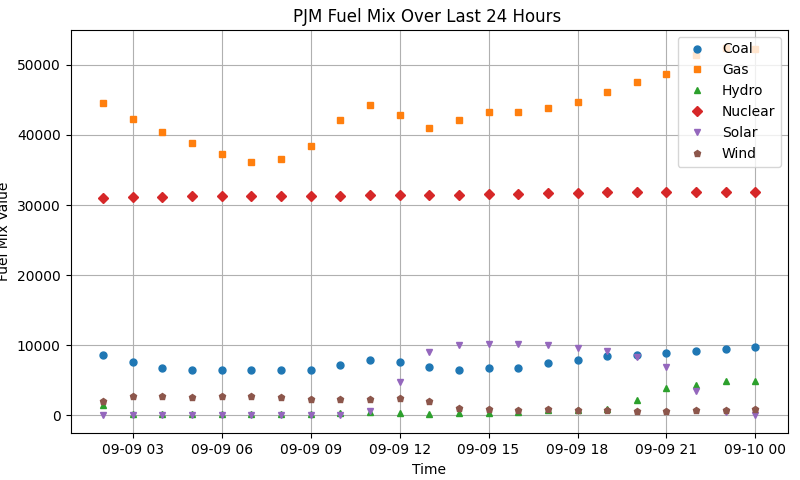 PJM Fuel Mix Over Last 24 Hours
50000
40000
30000
20000
10000
0
Fuel Mix Value
Coal
Gas
Hydro
Nuclear
Solar
Wind
09-09 03
09-09 06
09-09 09
09-09 12
09-09 15
09-09 18
09-09 21
09-10 00
Time